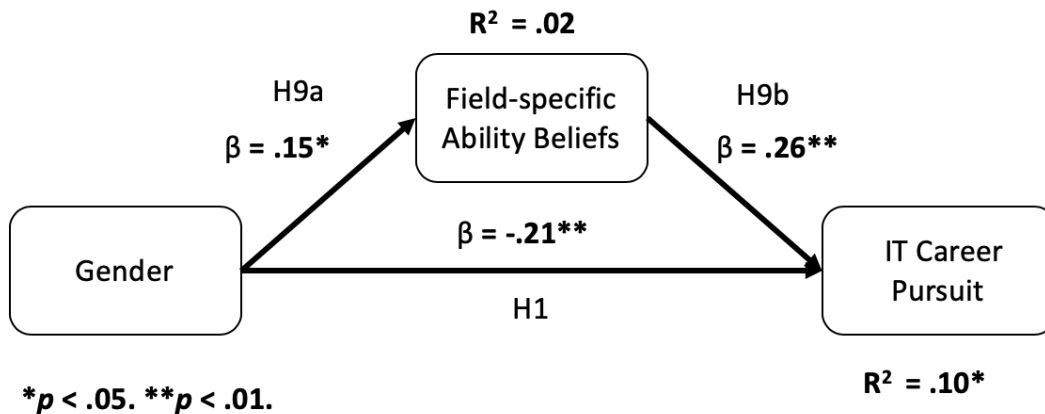 R² = .02
Field-specific
Ability Beliefs
H9a
β = .15*
H9b
β = .26**
β = -.21**
Gender
H1
IT Career
Pursuit
R² = .10*
*p < .05. **p < .01.